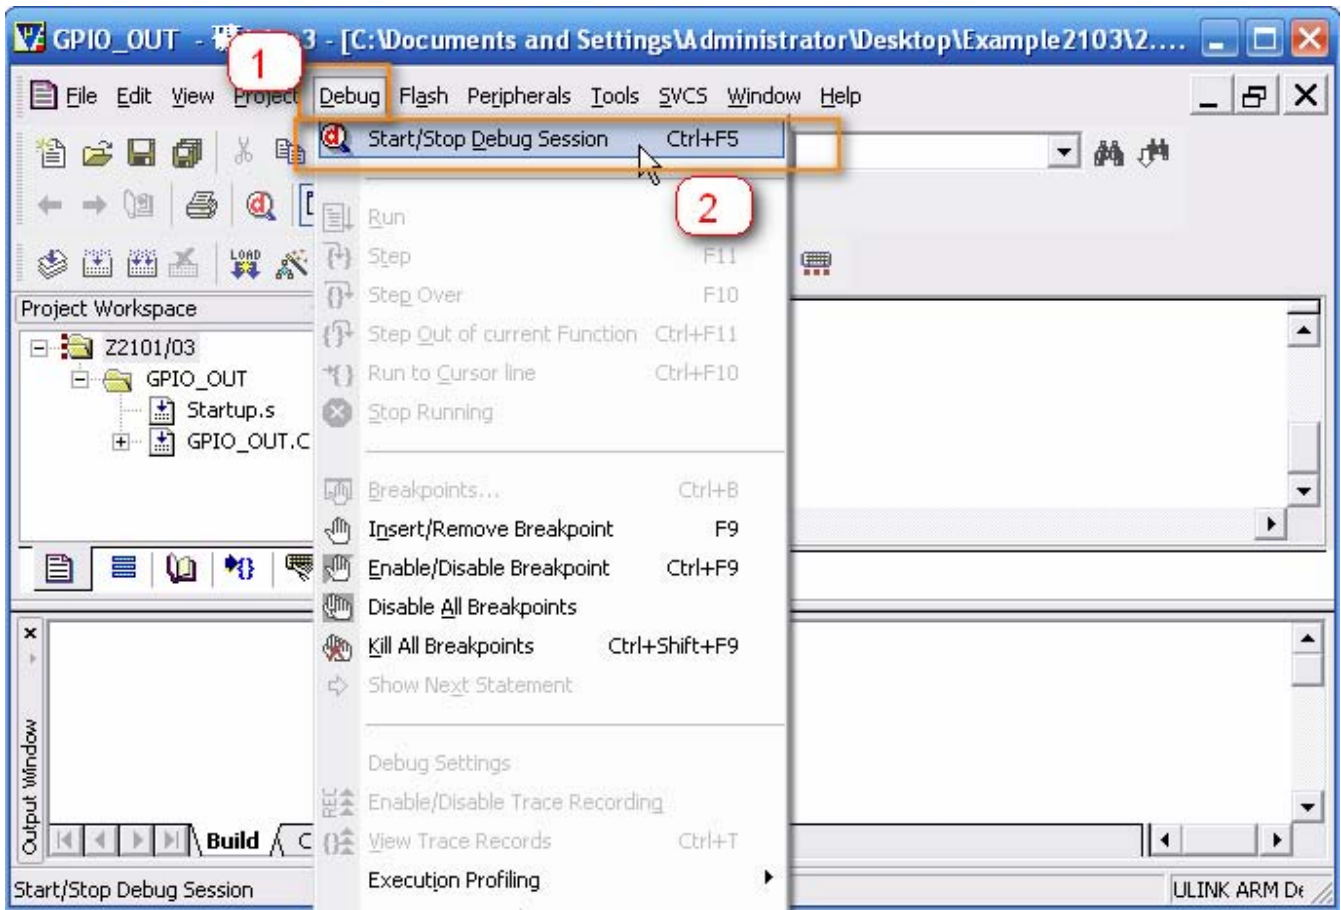 GPIO_OUT - 3 - [C:\Documents and Settings\Administrator\Desktop\Example2103\2....
1
File Edit View Project Debug Flash Peripherals Tools SVCS Window Help
Start/Stop Debug Session Ctrl+F5
2
Run
LOAD
Step F11
Step Over F10
Step Out of current Function Ctrl+F11
Run to Cursor line Ctrl+F10
Stop Running
Breakpoints... Ctrl+B
Insert/Remove Breakpoint F9
Enable/Disable Breakpoint Ctrl+F9
Disable All Breakpoints
Kill All Breakpoints Ctrl+Shift+F9
Show Next Statement
Debug Settings
REC Enable/Disable Trace Recording
View Trace Records Ctrl+T
Execution Profiling
Project Workspace
Z2101/03
GPIO_OUT
Startup.s
GPIO_OUT.C
Output Window
Build C
Start/Stop Debug Session
ULINK ARM De